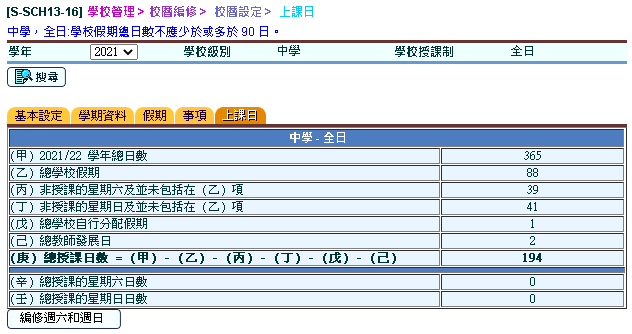 [S-SCH13-16] 學校管理 > 校曆編修 > 校曆設定 > 上課日
中學，全日:學校假期總日數不應少於或多於 90 日。
學年 2021 學校級別 中學 學校授課制 全日
搜尋
基本設定 學期資料 假期 事項 上課日
中學 - 全日
(甲) 2021/22 學年總日數 365
(乙) 總學校假期 88
(丙) 非授課的星期六及並未包括在 (乙) 項 39
(丁) 非授課的星期日及並未包括在 (乙) 項 41
(戊) 總學校自行分配假期 1
(己) 總教師發展日 2
(庚) 總授課日數 = (甲) - (乙) - (丙) - (丁) - (戊) - (己) 194
(辛) 總授課的星期六日數 0
(壬) 總授課的星期日日數 0
編修週六和週日